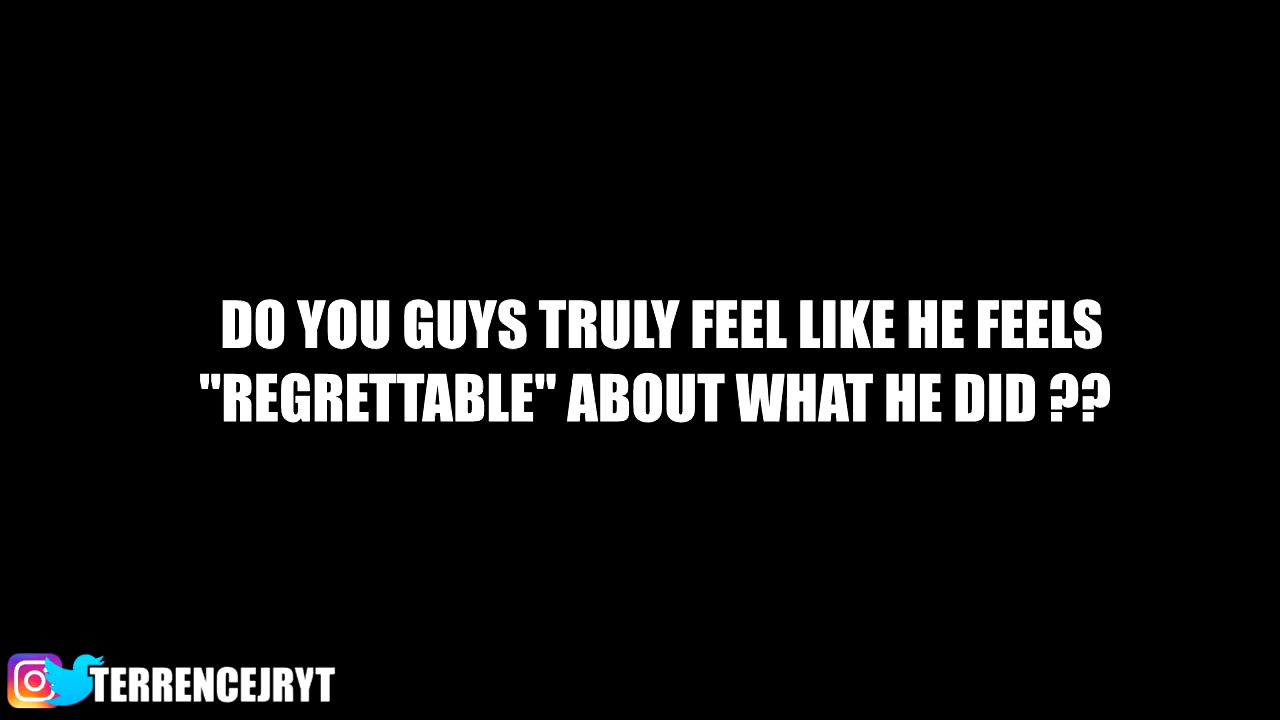 DO YOU GUYS TRULY FEEL LIKE HE FEELS
"REGRETTABLE" ABOUT WHAT HE DID ??
TERRENCEJRYT